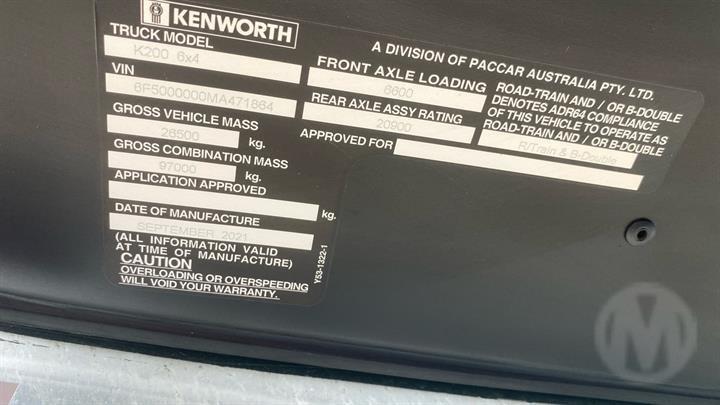 KENWORTH
TRUCK MODEL
K200 6x4
VIN
6F5000000MA471864
GROSS VEHICLE MASS
26500 kg.
GROSS COMBINATION MASS
97000 kg.
APPLICATION APPROVED
kg.
DATE OF MANUFACTURE
SEPTEMBER 2021
(ALL INFORMATION VALID
AT TIME OF MANUFACTURE)
CAUTION
OVERLOADING OR OVERSPEEDING
WILL VOID YOUR WARRANTY.
Y53-1322-1
A DIVISION OF PACCAR AUSTRALIA PTY. LTD.
FRONT AXLE LOADING
6600
REAR AXLE ASSY RATING
20900
APPROVED FOR
ROAD-TRAIN AND / OR B-DOUBLE
DENOTES ADR64 COMPLIANCE
OF THIS VEHICLE TO OPERATE AS
ROAD-TRAIN AND / OR B-DOUBLE
R/Train & B-Double
M